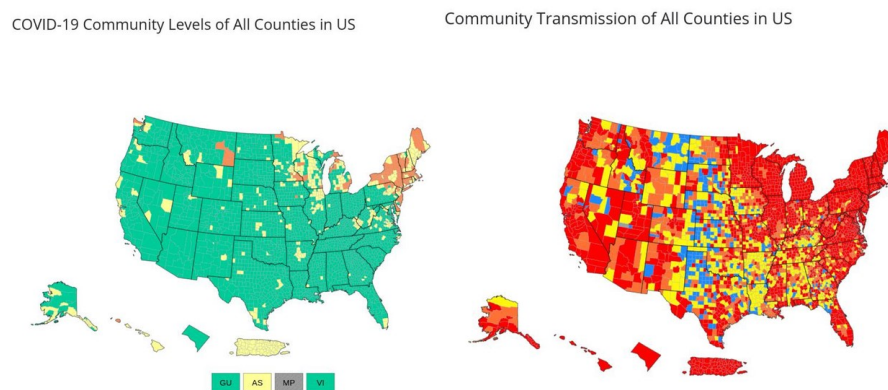 COVID-19 Community Levels of All Counties in US
Community Transmission of All Counties in US
GU AS MP VI